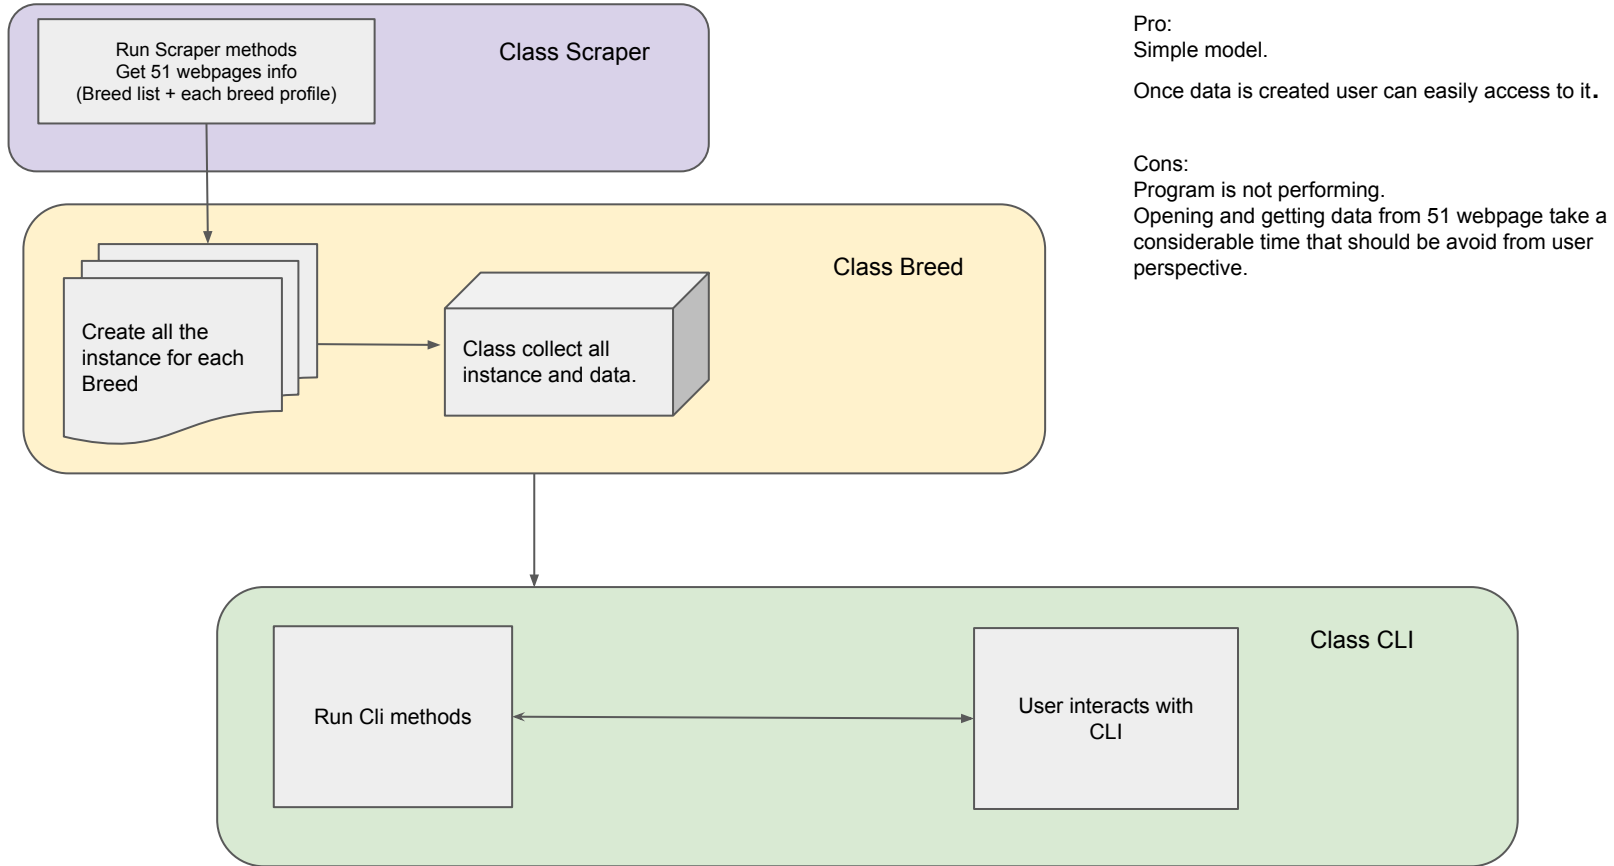 Run Scraper methods
Get 51 webpages info
(Breed list + each breed profile)
Class Scraper
Pro:
Simple model.
Once data is created user can easily access to it.
Cons:
Program is not performing.
Opening and getting data from 51 webpage take a
considerable time that should be avoid from user
perspective.
Class Breed
Create all the
instance for each
Breed
Class collect all
instance and data.
Class CLI
Run Cli methods
User interacts with
CLI